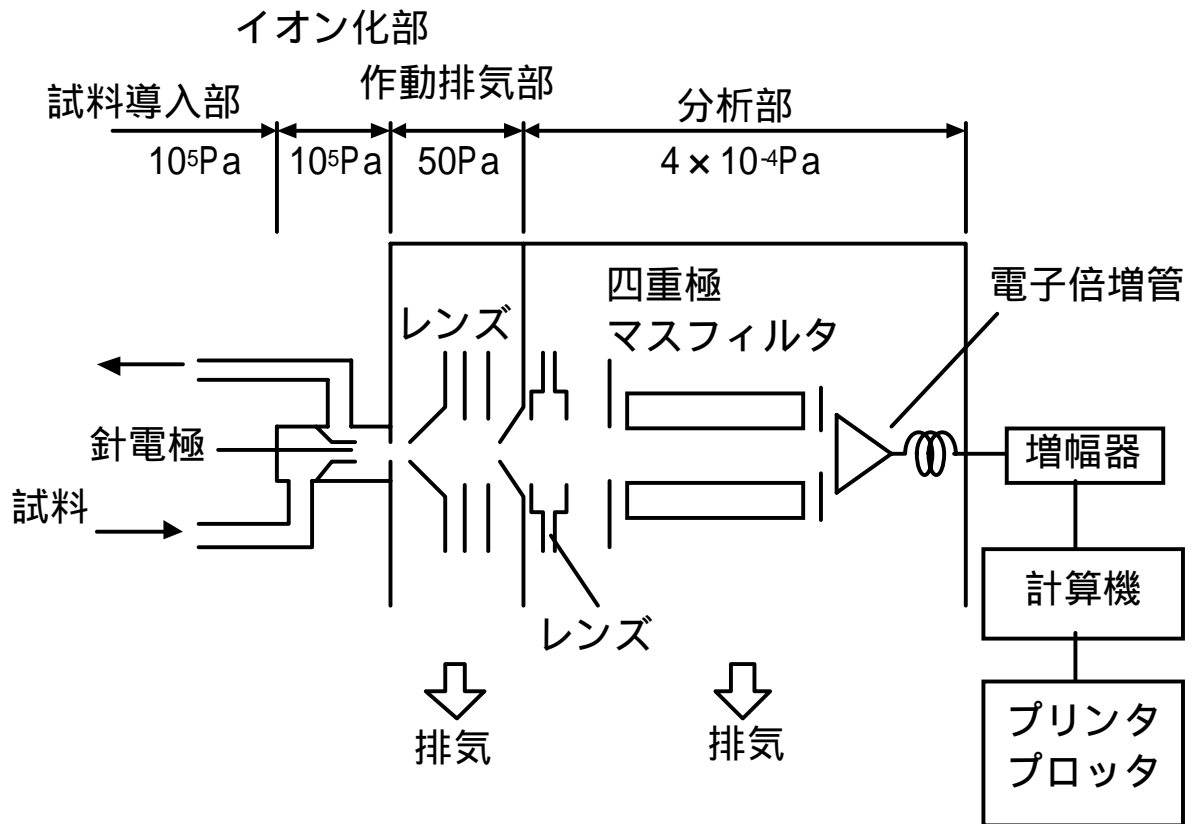 イオン化部
試料導入部
作動排気部
分析部
10⁵Pa
10⁵Pa
50Pa
4×10⁻⁴Pa
レンズ
四重極
マスフィルタ
電子倍増管
針電極
試料
増幅器
計算機
レンズ
排気
排気
プリンタ
プロッタ